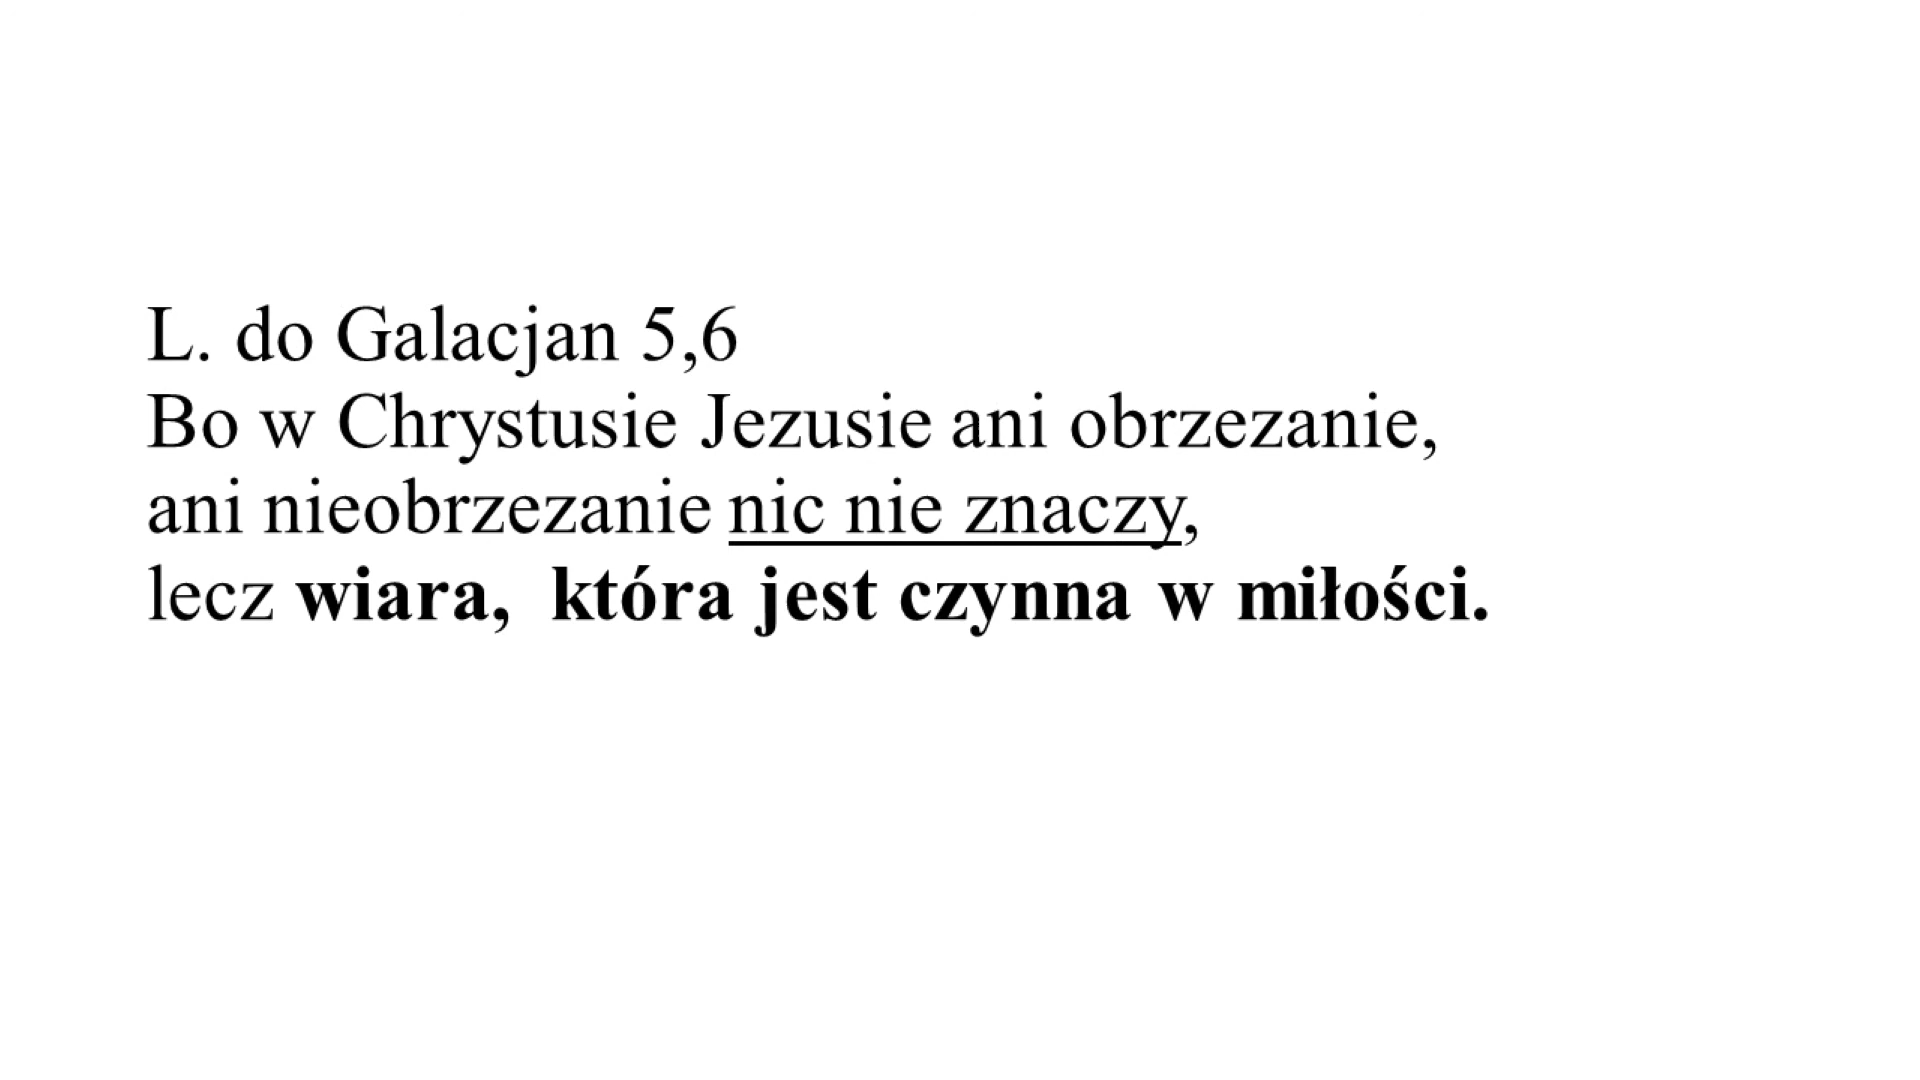 L. do Galacjan 5,6
Bo w Chrystusie Jezusie ani obrzezanie,
ani nieobrzezanie nic nie znaczy,
lecz wiara,  która jest czynna w miłości.